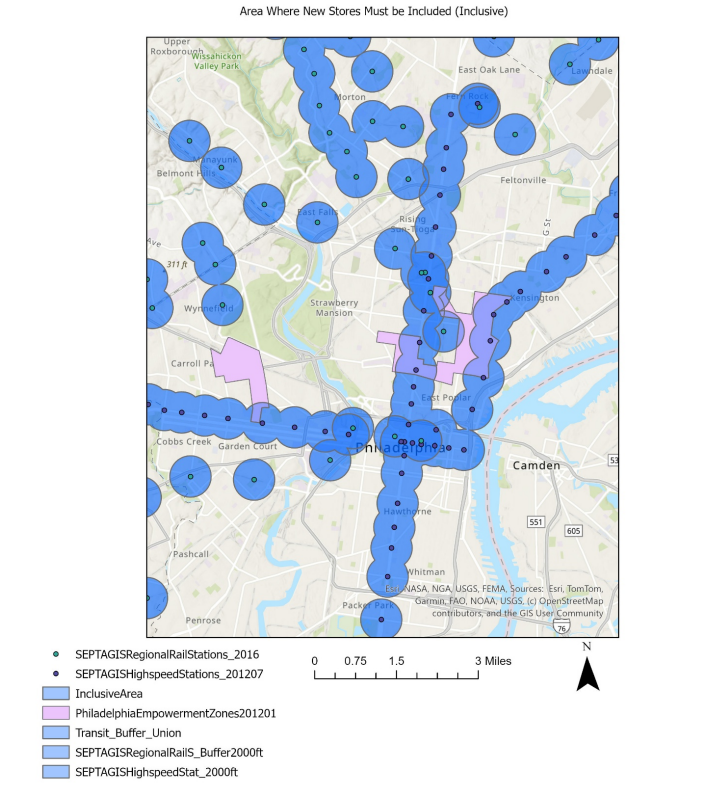 Area Where New Stores Must be Included (Inclusive)
Upper
Roxborough
Wissahickon
Valley Park
East Oak Lane
Lawndale
Morton
Fern Rock
Manayunk
Belmont Hills
Feltonville
East Falls
Rising
Sun-Tioga
G St
Ave
311 ft
Wynnefield
Strawberry
Mansion
Kensington
Carroll Pa
East Poplar
Cobbs Creek
Garden Court
Philadelphia
Camden
53
551
605
Hawthorne
Pashcall
Whitman
Esri, NASA, NGA, USGS, FEMA, Sources: Esri, TomTom,
Garmin, FAO, NOAA, USGS, (c) OpenStreetMap
contributors, and the GIS User Community
Packer Park
Penrose
76
SEPTAGISRegionalRailStations_2016
SEPTAGISHighspeedStations_201207
InclusiveArea
PhiladelphiaEmpowermentZones201201
Transit_Buffer_Union
SEPTAGISRegionalRailS_Buffer2000ft
SEPTAGISHighspeedStat_2000ft
0 0.75 1.5 3 Miles
N